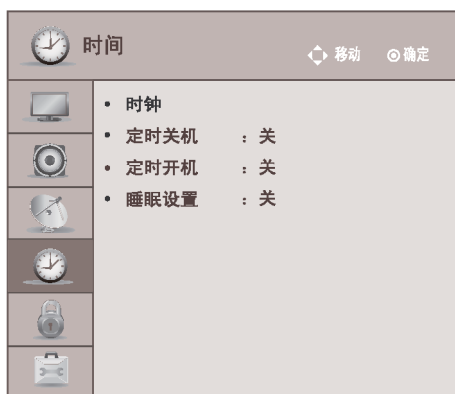 时间 移动 确定
• 时钟
• 定时关机 : 关
• 定时开机 : 关
• 睡眠设置 : 关